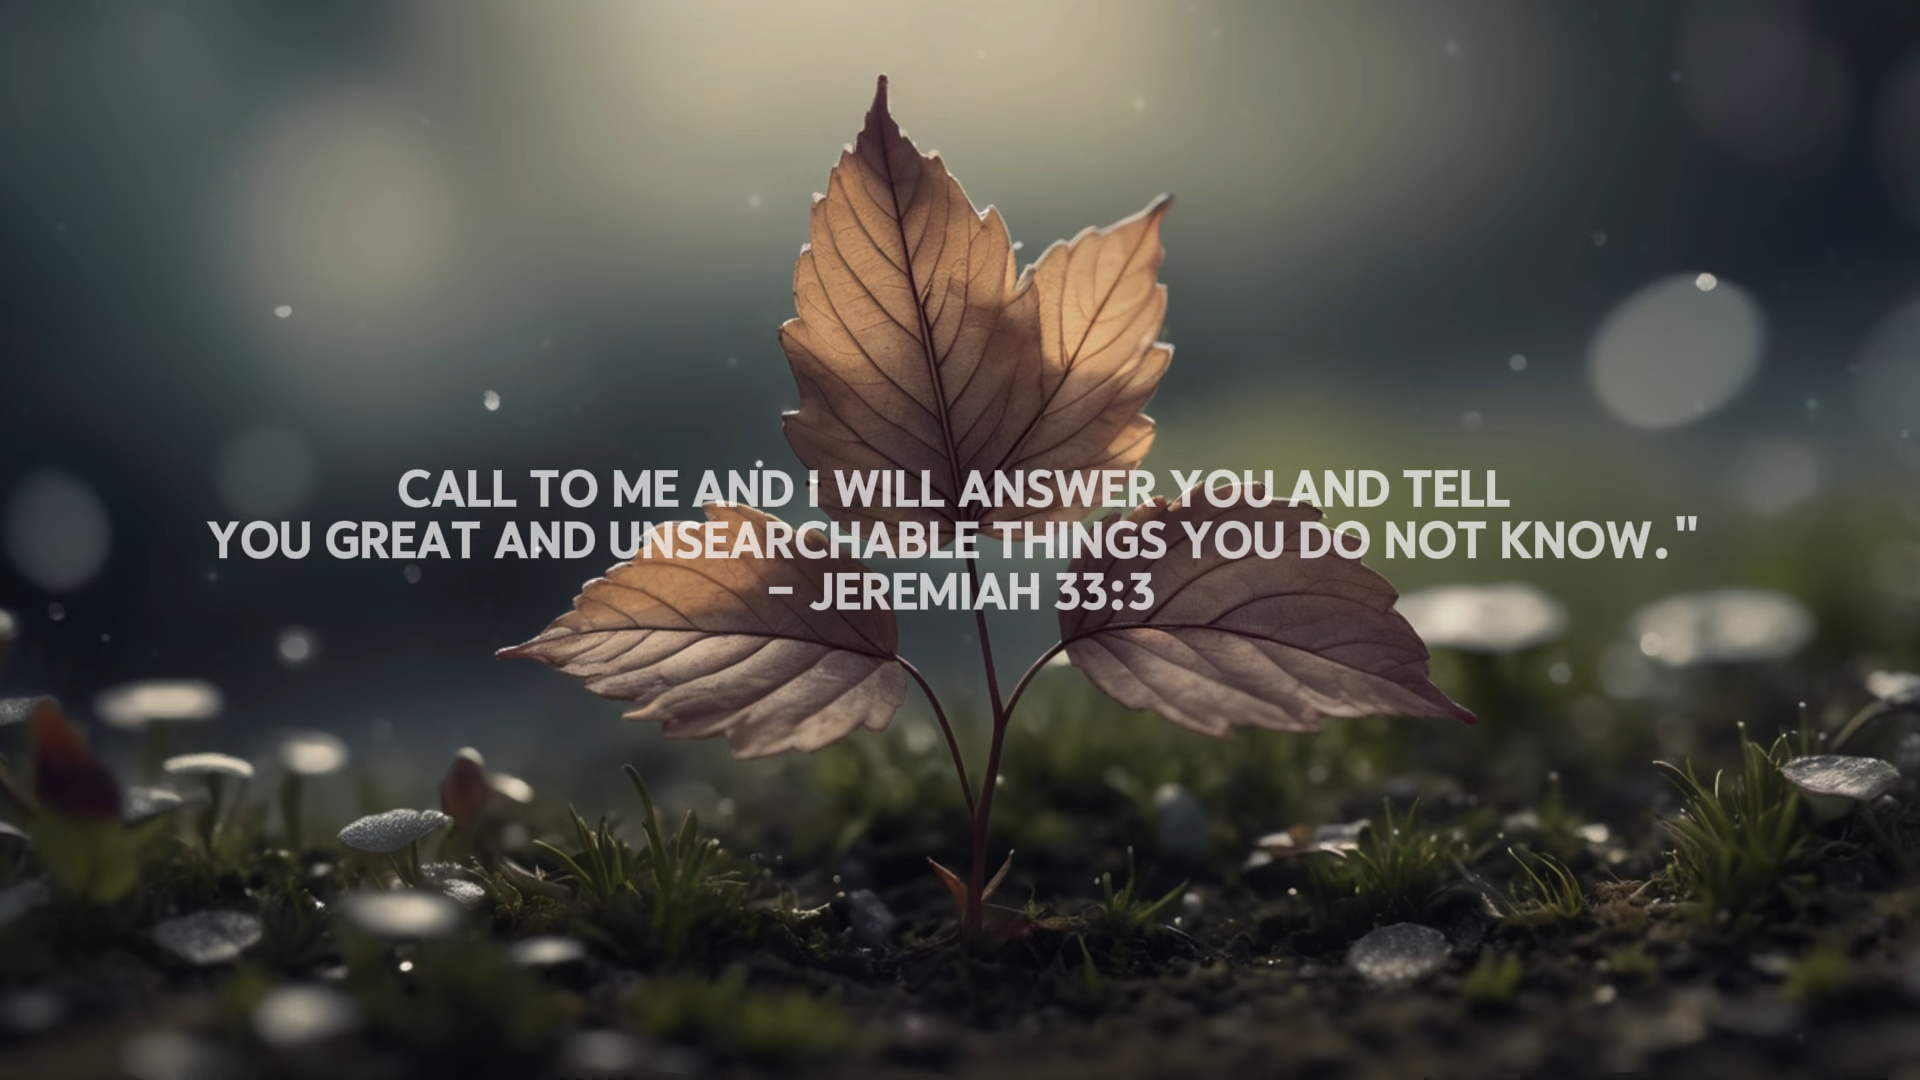 CALL TO ME AND i WILL ANSWER YOU AND TELL
YOU GREAT AND UNSEARCHABLE THINGS YOU DO NOT KNOW."
- JEREMIAH 33:3